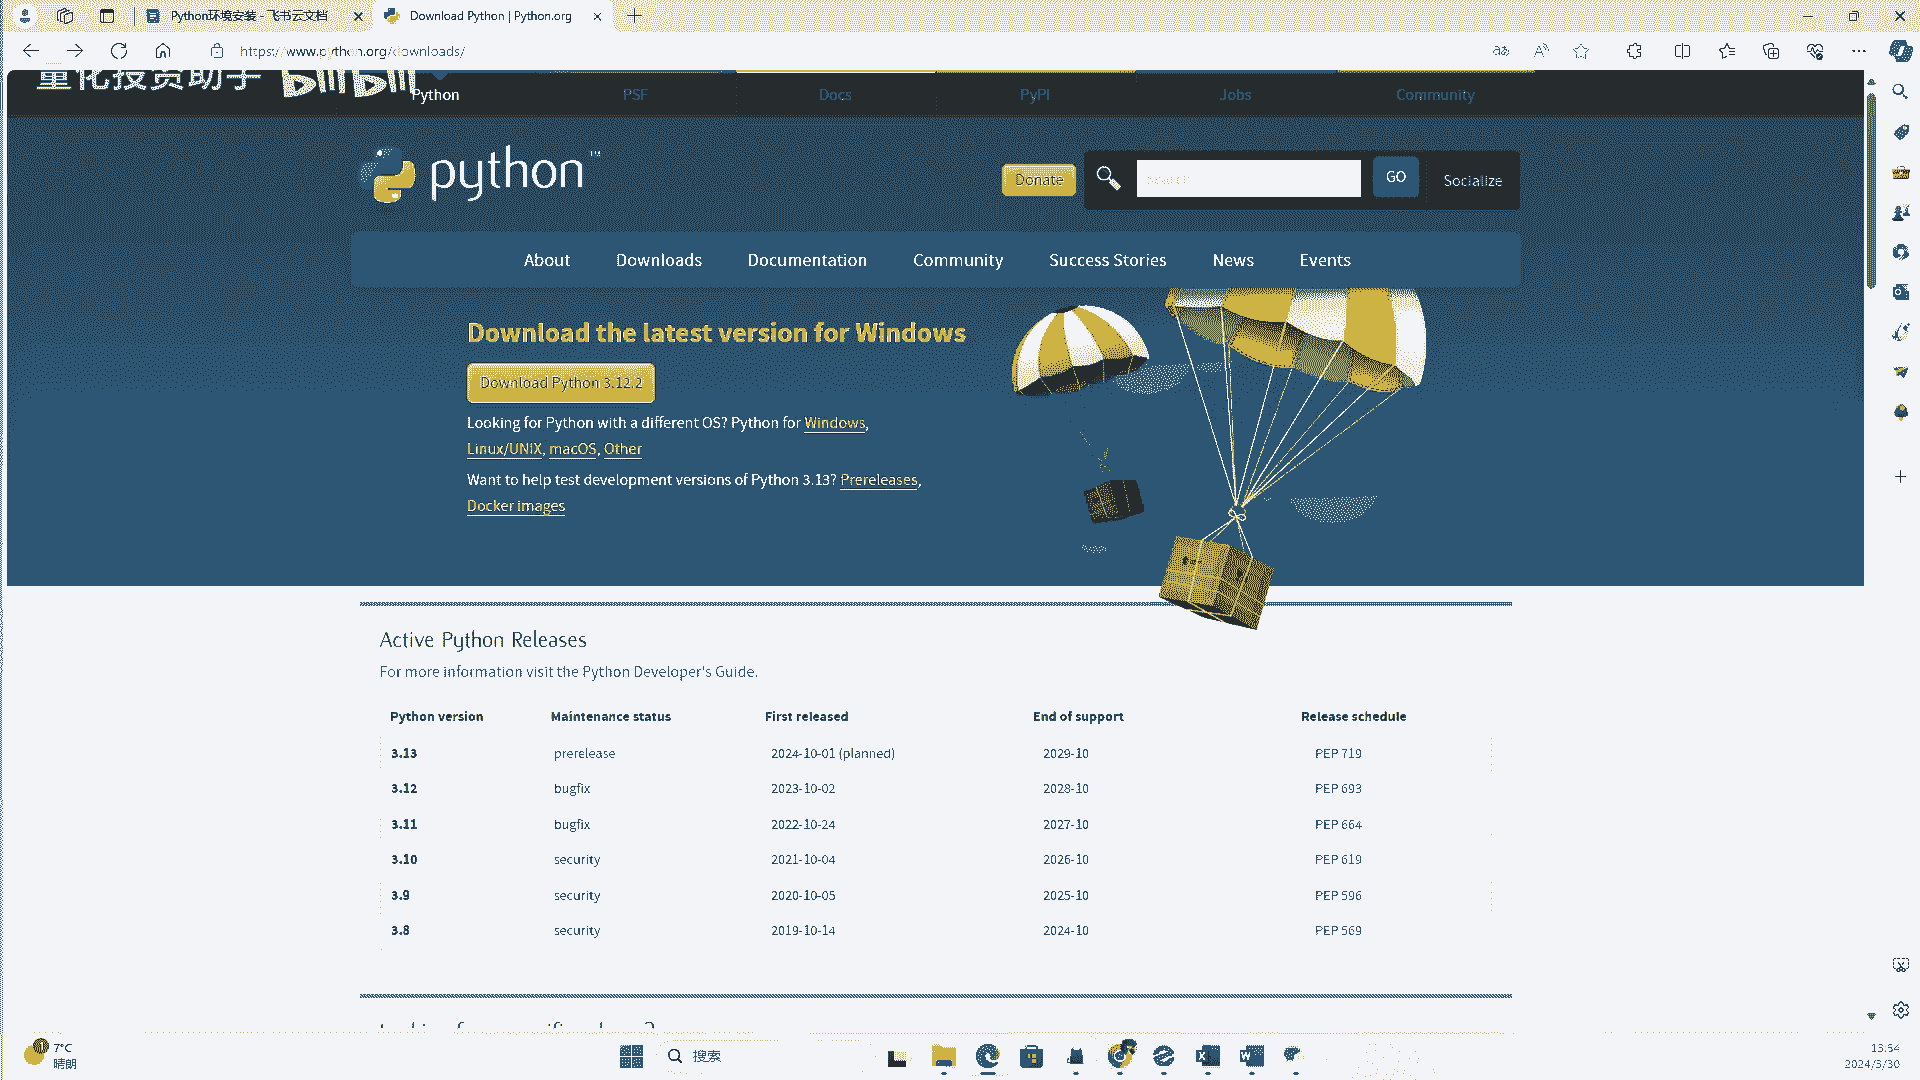 Python环境安装 - 飞书云文档
Download Python | Python.org
https://www.python.org/downloads/
量化投资助手 bilibili
Python
PSF
Docs
PyPI
Jobs
Community
python™
Donate
Search
GO
Socialize
About
Downloads
Documentation
Community
Success Stories
News
Events
Download the latest version for Windows
Download Python 3.12.2
Looking for Python with a different OS? Python for Windows,
Linux/UNIX, macOS, Other
Want to help test development versions of Python 3.13? Prereleases,
Docker images
Active Python Releases
For more information visit the Python Developer's Guide.
Python version Maintenance status First released End of support Release schedule
3.13 prerelease 2024-10-01 (planned) 2029-10 PEP 719
3.12 bugfix 2023-10-02 2028-10 PEP 693
3.11 bugfix 2022-10-24 2027-10 PEP 664
3.10 security 2021-10-04 2026-10 PEP 619
3.9 security 2020-10-05 2025-10 PEP 596
3.8 security 2019-10-14 2024-10 PEP 569
7°C
晴朗
搜索
13:54
2024/3/30